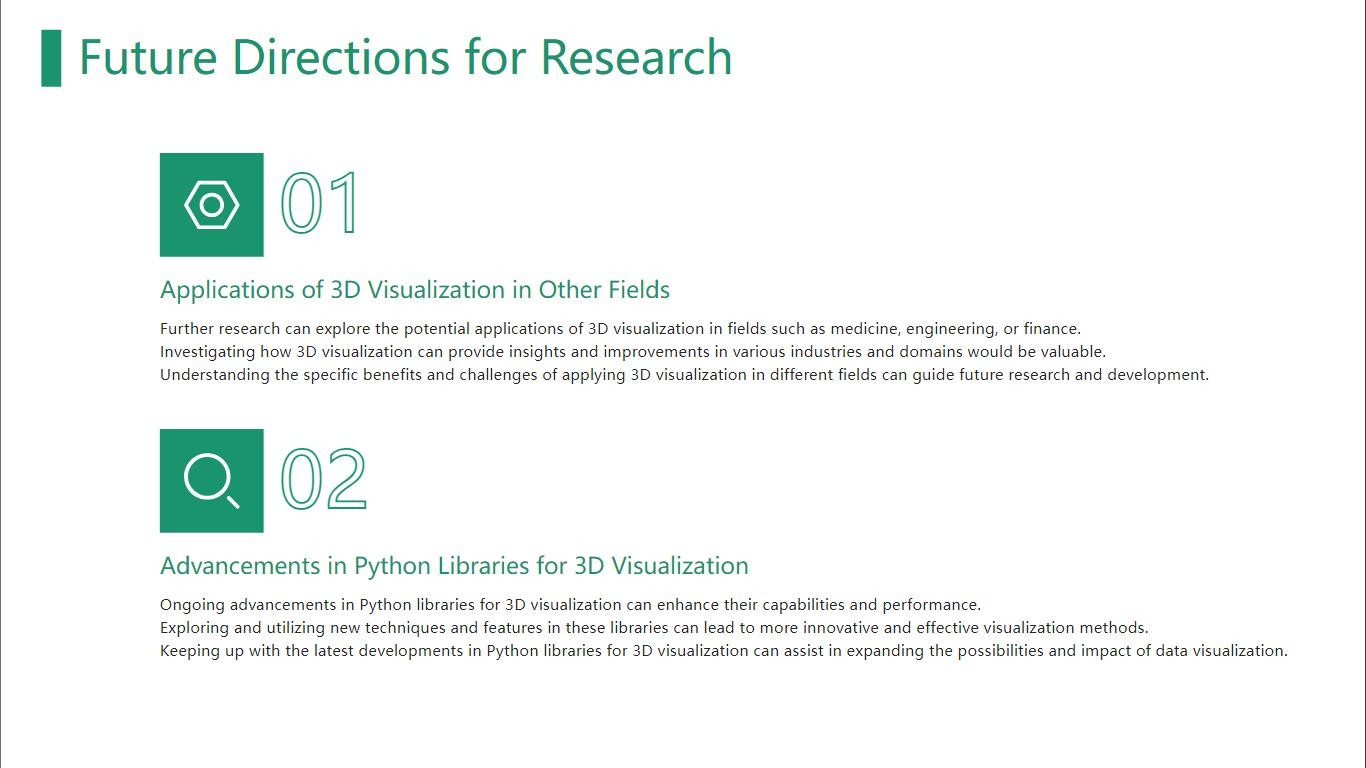 Future Directions for Research
01
Applications of 3D Visualization in Other Fields
Further research can explore the potential applications of 3D visualization in fields such as medicine, engineering, or finance.
Investigating how 3D visualization can provide insights and improvements in various industries and domains would be valuable.
Understanding the specific benefits and challenges of applying 3D visualization in different fields can guide future research and development.
02
Advancements in Python Libraries for 3D Visualization
Ongoing advancements in Python libraries for 3D visualization can enhance their capabilities and performance.
Exploring and utilizing new techniques and features in these libraries can lead to more innovative and effective visualization methods.
Keeping up with the latest developments in Python libraries for 3D visualization can assist in expanding the possibilities and impact of data visualization.